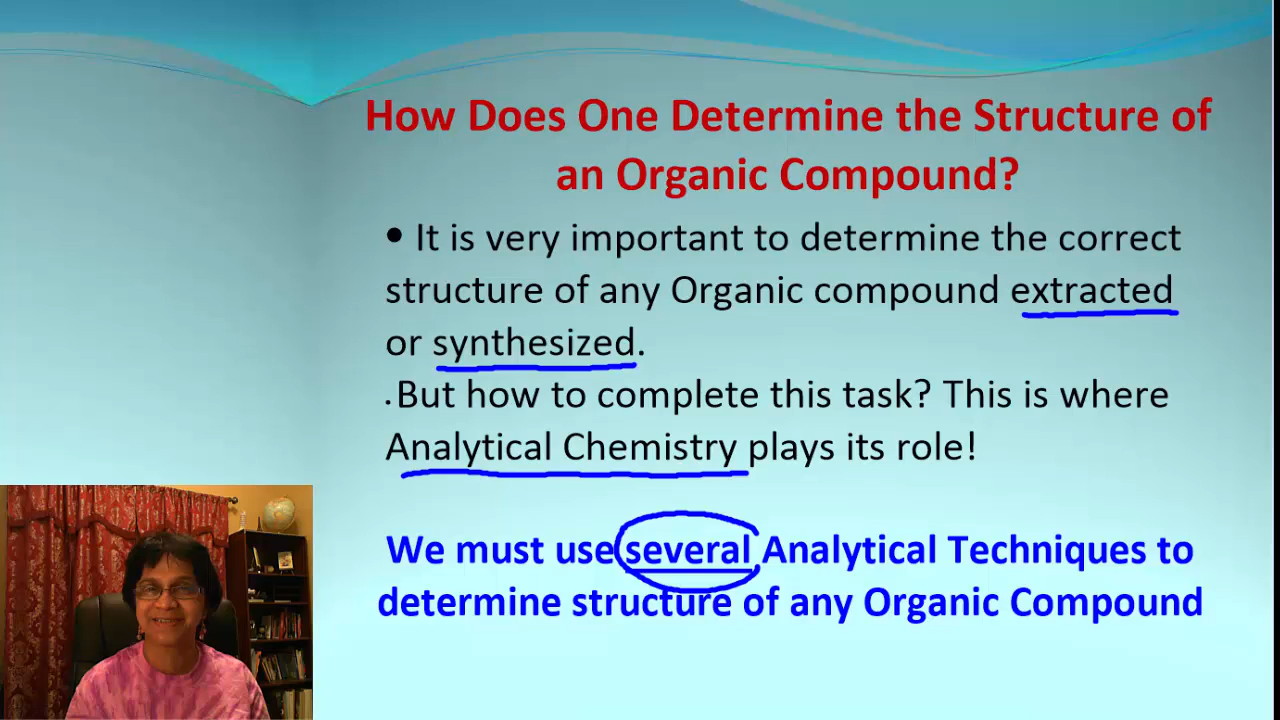 How Does One Determine the Structure of
an Organic Compound?
• It is very important to determine the correct
structure of any Organic compound extracted
or synthesized.
.But how to complete this task? This is where
Analytical Chemistry plays its role!
We must use several Analytical Techniques to
determine structure of any Organic Compound